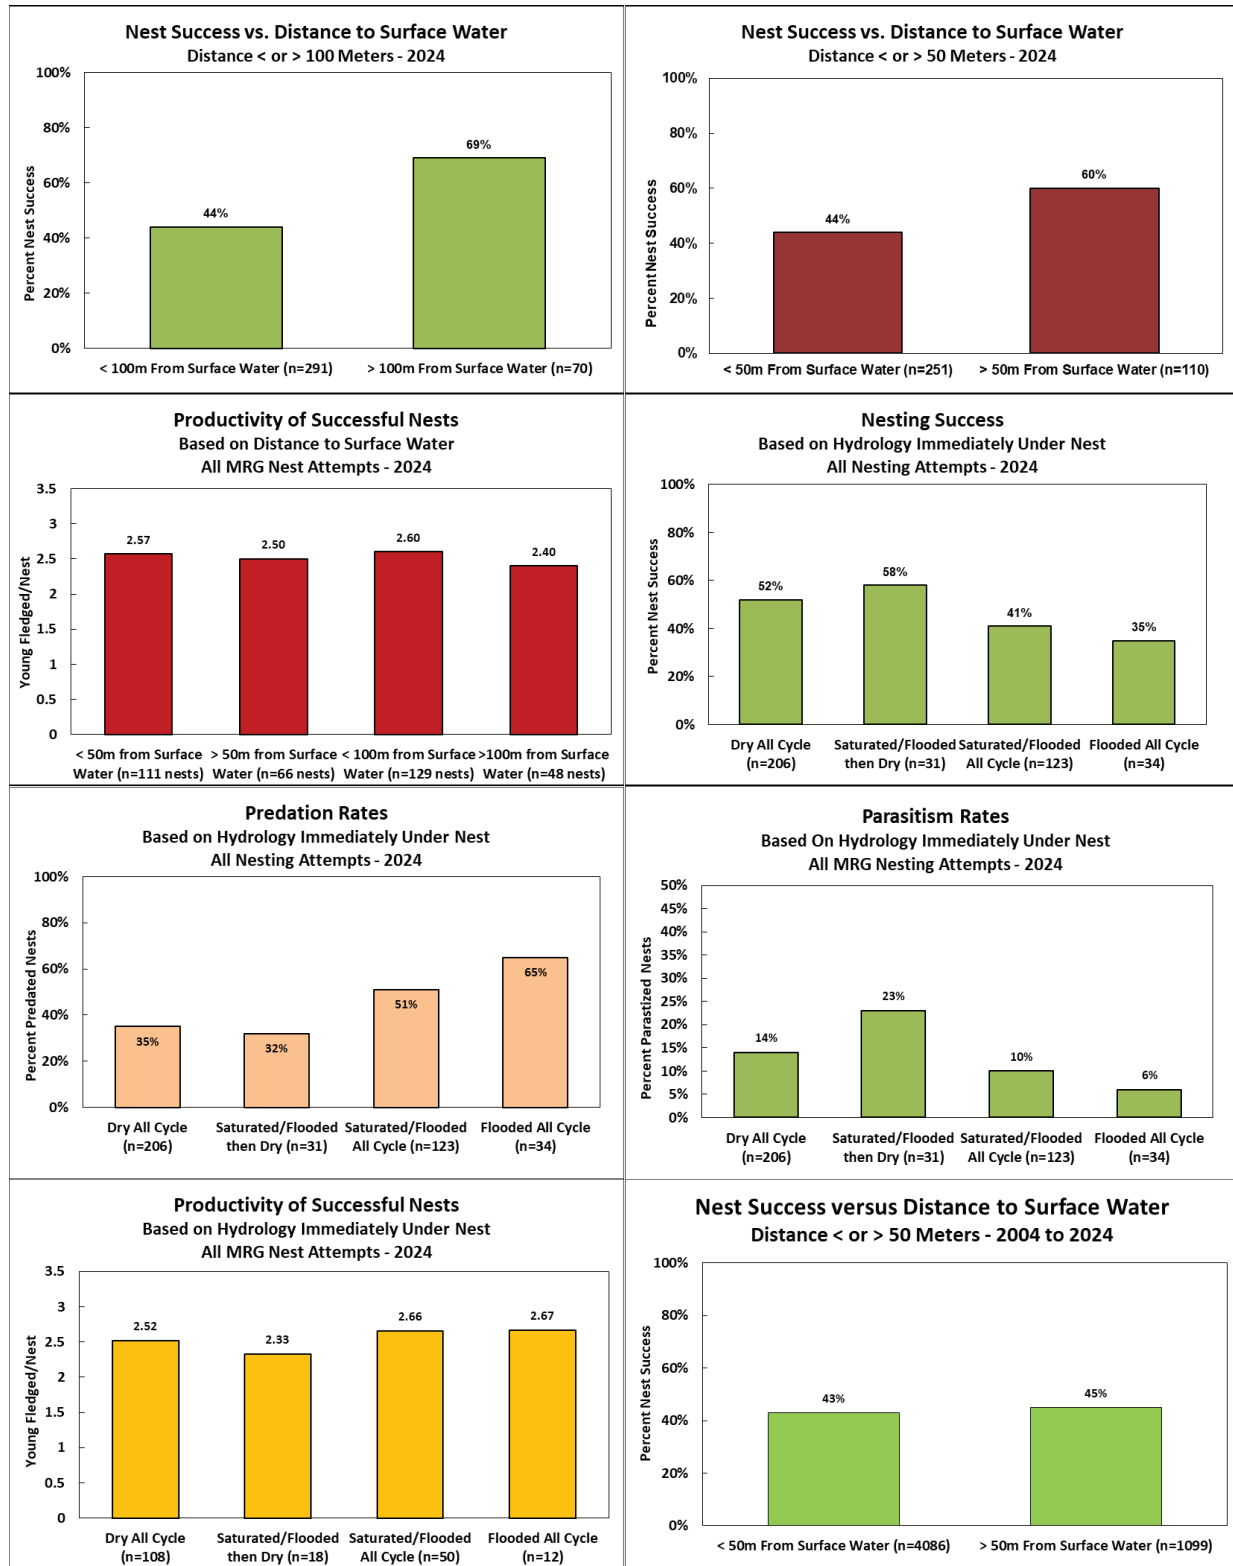 Nest Success vs. Distance to Surface Water
Distance < or > 100 Meters - 2024
Percent Nest Success
100%
80%
60%
40%
20%
0%
44%
69%
< 100m From Surface Water (n=291)
> 100m From Surface Water (n=70)
Nest Success vs. Distance to Surface Water
Distance < or > 50 Meters - 2024
Percent Nest Success
100%
80%
60%
40%
20%
0%
44%
60%
< 50m From Surface Water (n=251)
> 50m From Surface Water (n=110)
Productivity of Successful Nests
Based on Distance to Surface Water
All MRG Nest Attempts - 2024
Young Fledged/Nest
3.5
3
2.5
2
1.5
1
0.5
0
2.57
2.50
2.60
2.40
< 50m from Surface
Water (n=111 nests)
> 50m from Surface
Water (n=66 nests)
< 100m from Surface
Water (n=129 nests)
>100m from Surface
Water (n=48 nests)
Nesting Success
Based on Hydrology Immediately Under Nest
All Nesting Attempts - 2024
Percent Nest Success
100%
80%
60%
40%
20%
0%
52%
58%
41%
35%
Dry All Cycle
(n=206)
Saturated/Flooded
then Dry (n=31)
Saturated/Flooded
All Cycle (n=123)
Flooded All Cycle
(n=34)
Predation Rates
Based on Hydrology Immediately Under Nest
All Nesting Attempts - 2024
Percent Predated Nests
100%
80%
60%
40%
20%
0%
35%
32%
51%
65%
Dry All Cycle
(n=206)
Saturated/Flooded
then Dry (n=31)
Saturated/Flooded
All Cycle (n=123)
Flooded All Cycle
(n=34)
Parasitism Rates
Based On Hydrology Immediately Under Nest
All MRG Nesting Attempts - 2024
Percent Parastized Nests
50%
45%
40%
35%
30%
25%
20%
15%
10%
5%
0%
14%
23%
10%
6%
Dry All Cycle
(n=206)
Saturated/Flooded
then Dry (n=31)
Saturated/Flooded
All Cycle (n=123)
Flooded All Cycle
(n=34)
Productivity of Successful Nests
Based on Hydrology Immediately Under Nest
All MRG Nest Attempts - 2024
Young Fledged/Nest
3.5
3
2.5
2
1.5
1
0.5
0
2.52
2.33
2.66
2.67
Dry All Cycle
(n=108)
Saturated/Flooded
then Dry (n=18)
Saturated/Flooded
All Cycle (n=50)
Flooded All Cycle
(n=12)
Nest Success versus Distance to Surface Water
Distance < or > 50 Meters - 2004 to 2024
Percent Nest Success
100%
80%
60%
40%
20%
0%
43%
45%
< 50m From Surface Water (n=4086)
> 50m From Surface Water (n=1099)